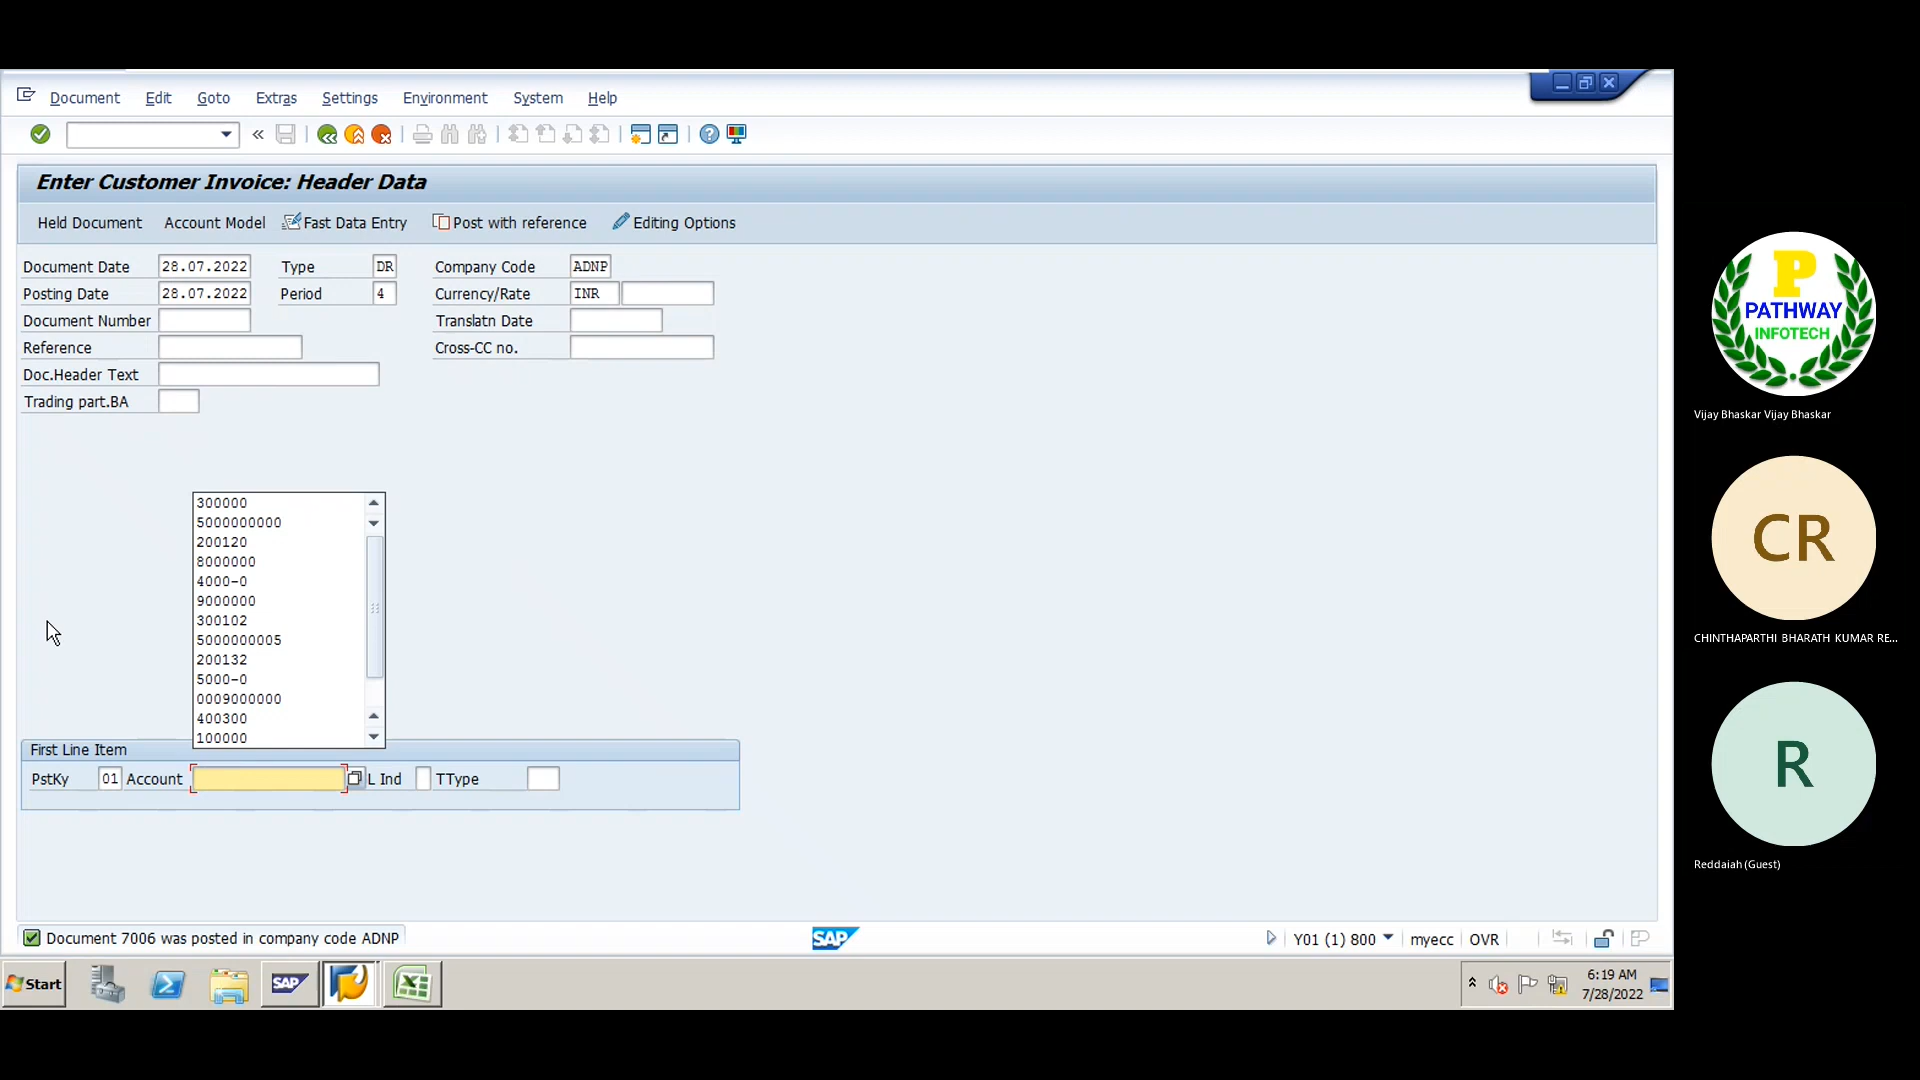 Document Edit Goto Extras Settings Environment System Help
Enter Customer Invoice: Header Data
Held Document Account Model Fast Data Entry Post with reference Editing Options
Document Date 28.07.2022 Type DR Company Code ADNP
Posting Date 28.07.2022 Period 4 Currency/Rate INR
Document Number Translatn Date
Reference Cross-CC no.
Doc.Header Text
Trading part.BA
300000
5000000000
200120
8000000
4000-0
9000000
300102
5000000005
200132
5000-0
0009000000
400300
100000
First Line Item
PstKy 01 Account L Ind TType
Document 7006 was posted in company code ADNP
SAP
Y01 (1) 800 myecc OVR
Start
SAP
6:19 AM
7/28/2022
P
PATHWAY
INFOTECH
Vijay Bhaskar Vijay Bhaskar
CR
CHINTHAPARTHI BHARATH KUMAR RE...
R
Reddaiah (Guest)